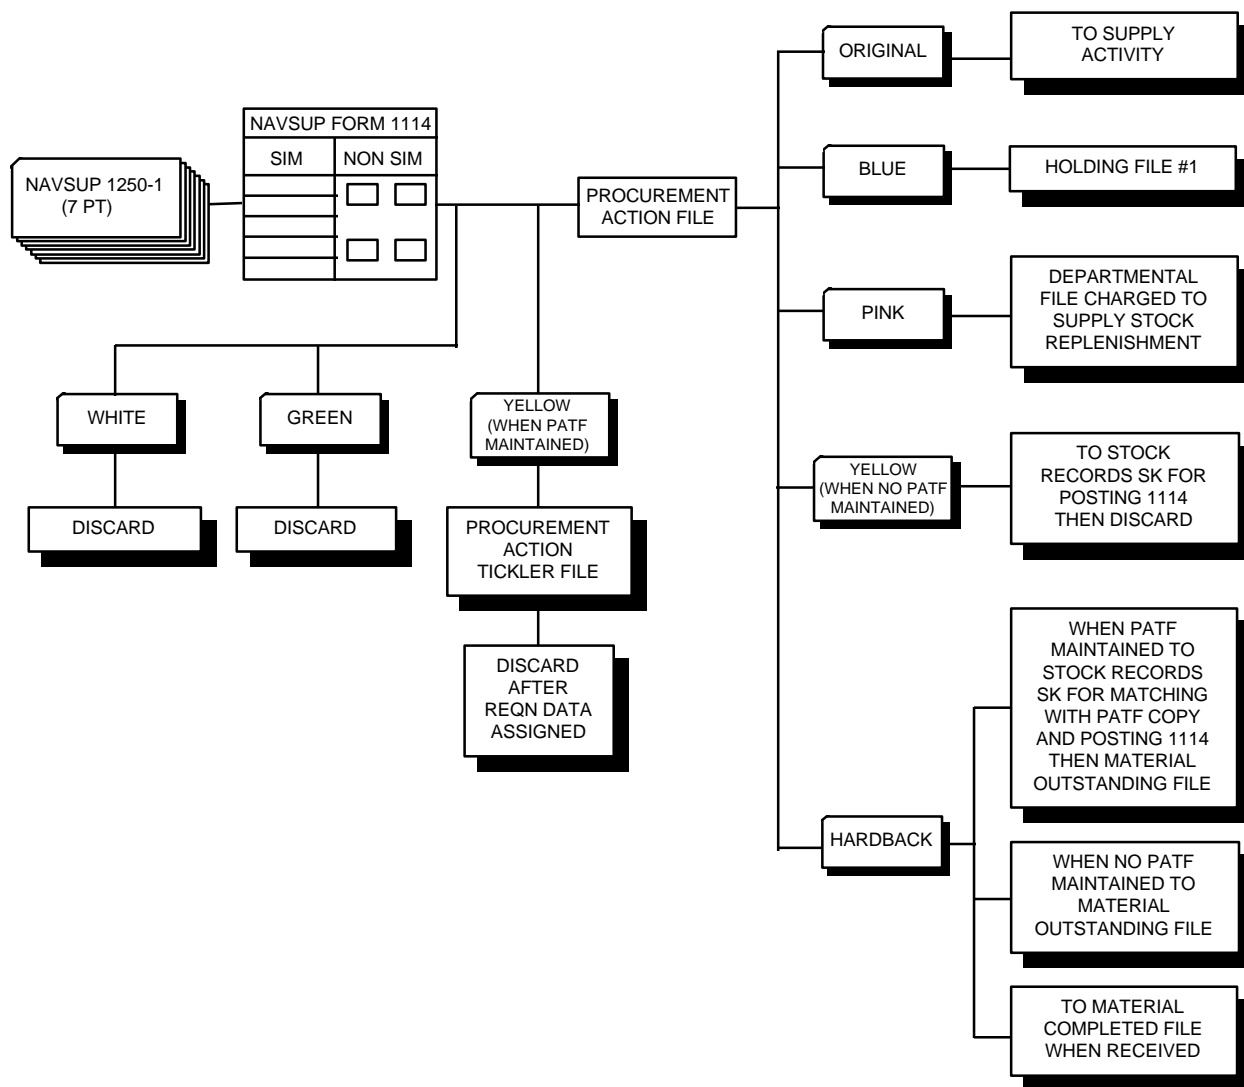 NAVSUP 1250-1
(7 PT)
NAVSUP FORM 1114
SIM
NON SIM
PROCUREMENT
ACTION FILE
WHITE
DISCARD
GREEN
DISCARD
YELLOW
(WHEN PATF
MAINTAINED)
PROCUREMENT
ACTION
TICKLER FILE
DISCARD
AFTER
REQN DATA
ASSIGNED
ORIGINAL
TO SUPPLY
ACTIVITY
BLUE
HOLDING FILE #1
PINK
DEPARTMENTAL
FILE CHARGED TO
SUPPLY STOCK
REPLENISHMENT
YELLOW
(WHEN NO PATF
MAINTAINED)
TO STOCK
RECORDS SK FOR
POSTING 1114
THEN DISCARD
HARDBACK
WHEN PATF
MAINTAINED TO
STOCK RECORDS
SK FOR MATCHING
WITH PATF COPY
AND POSTING 1114
THEN MATERIAL
OUTSTANDING FILE
WHEN NO PATF
MAINTAINED TO
MATERIAL
OUTSTANDING FILE
TO MATERIAL
COMPLETED FILE
WHEN RECEIVED